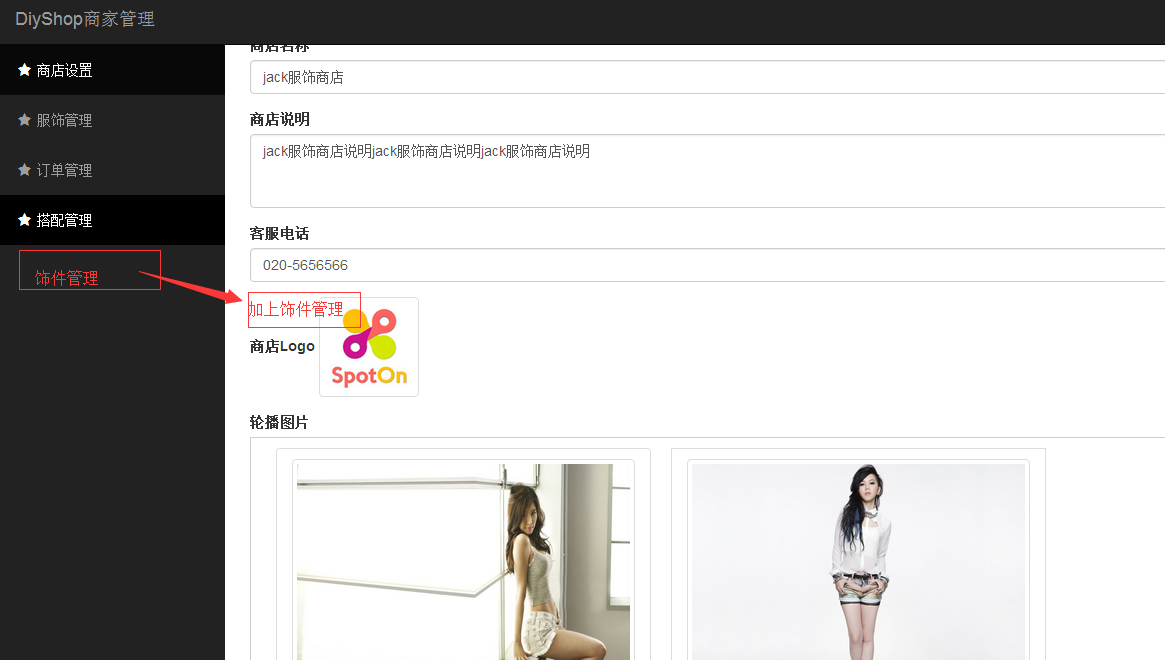 DiyShop商家管理
商店设置
服饰管理
订单管理
搭配管理
饰件管理
商店名称
jack服饰商店
商店说明
jack服饰商店说明jack服饰商店说明jack服饰商店说明
客服电话
020-5656566
加上饰件管理
商店Logo
SpotOn
轮播图片